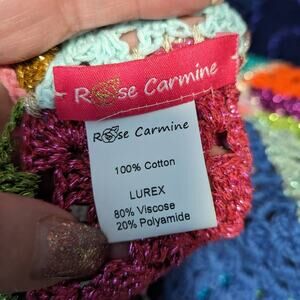 Rose Carmine
Rose Carmine
100% Cotton
LUREX
80% Viscose
20% Polyamide